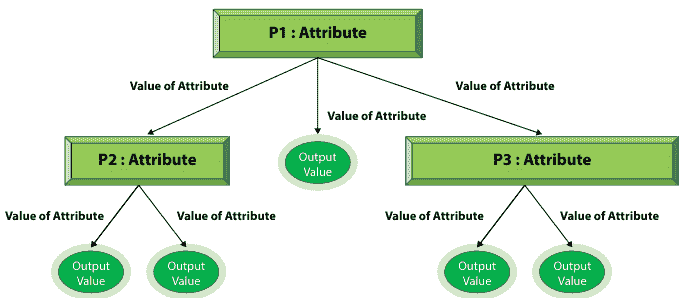 P1 : Attribute
Value of Attribute
Value of Attribute
Value of Attribute
P2 : Attribute
Output
Value
P3 : Attribute
Value of Attribute
Value of Attribute
Value of Attribute
Value of Attribute
Output
Value
Output
Value
Output
Value
Output
Value